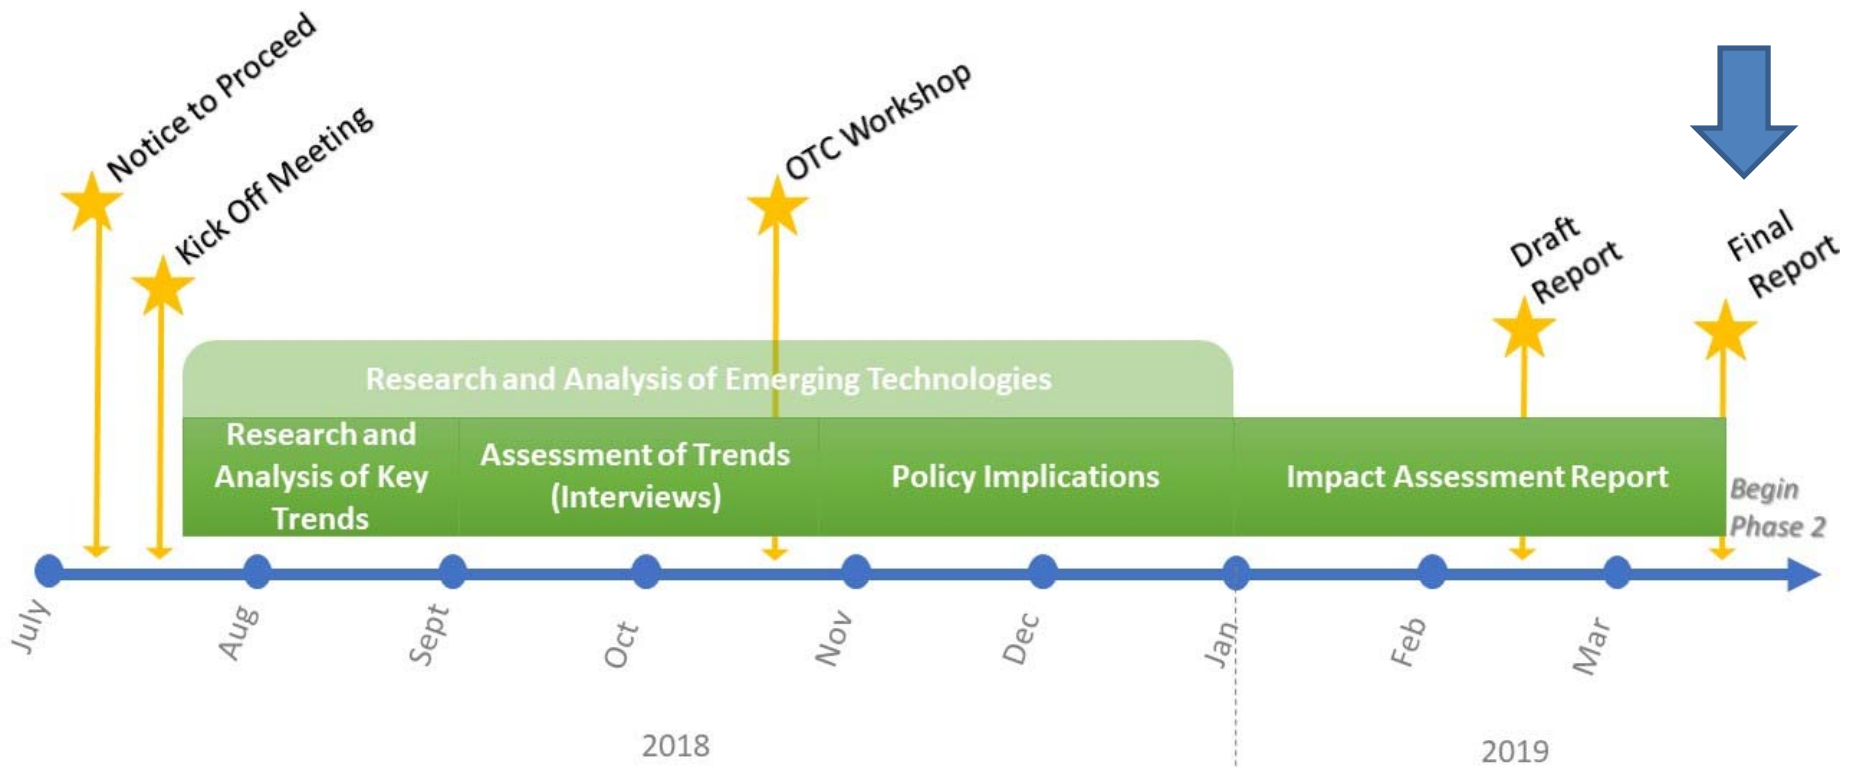 Notice to Proceed
Kick Off Meeting
OTC Workshop
Draft
Report
Final
Report
Research and Analysis of Emerging Technologies
Research and
Analysis of Key
Trends
Assessment of Trends
(Interviews)
Policy Implications
Impact Assessment Report
Begin
Phase 2
July
Aug
Sept
Oct
Nov
Dec
Jan
Feb
Mar
2018
2019